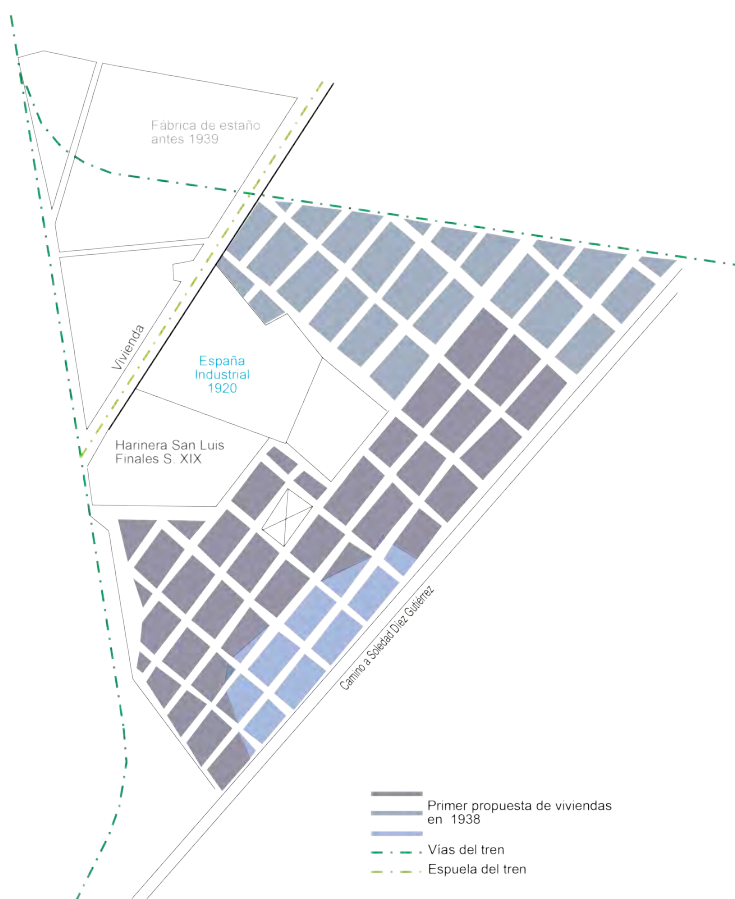 Fábrica de estaño
antes 1939
Vivienda
España
Industrial
1920
Harinera San Luis
Finales S. XIX
Camino a Soledad Diez Gutiérrez
Primer propuesta de viviendas
en 1938
Vías del tren
Espuela del tren